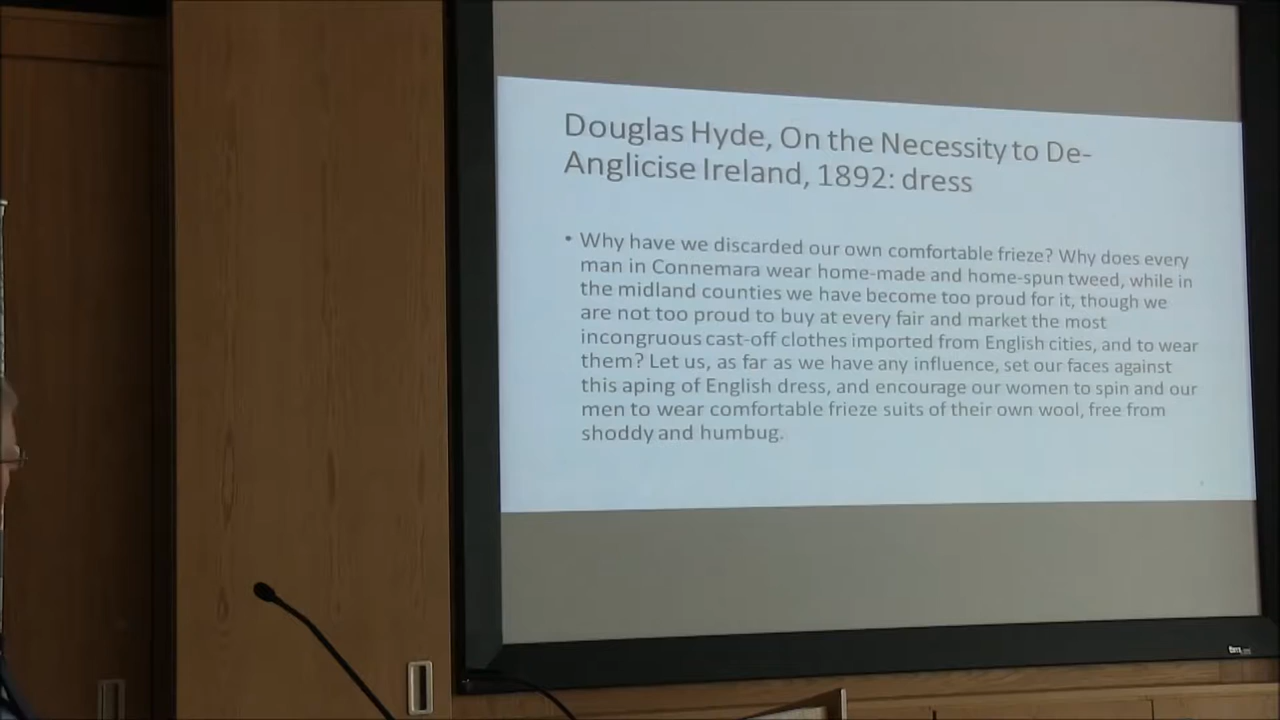 Douglas Hyde, On the Necessity to De-
Anglicise Ireland, 1892: dress
• Why have we discarded our own comfortable frieze? Why does every
man in Connemara wear home-made and home-spun tweed, while in
the midland counties we have become too proud for it, though we
are not too proud to buy at every fair and market the most
incongruous cast-off clothes imported from English cities, and to wear
them? Let us, as far as we have any influence, set our faces against
this aping of English dress, and encourage our women to spin and our
men to wear comfortable frieze suits of their own wool, free from
shoddy and humbug.